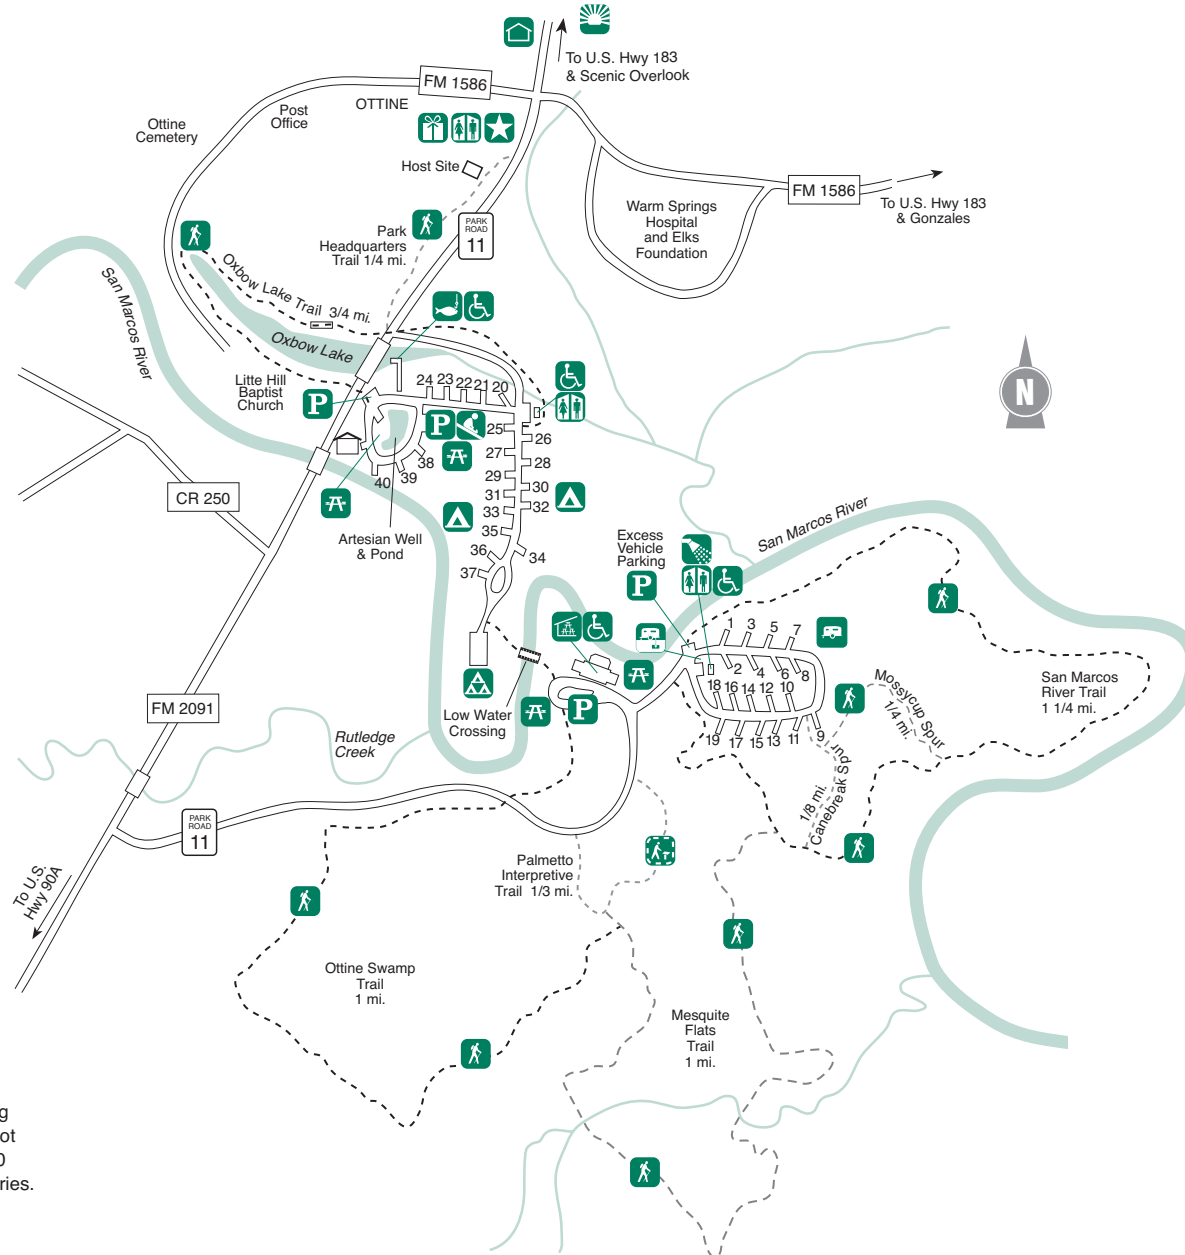 To U.S. Hwy 183
& Scenic Overlook
FM 1586
OTTINE
Post
Office
Ottine
Cemetery
Host Site
FM 1586
To U.S. Hwy 183
& Gonzales
Warm Springs
Hospital
and Elks
Foundation
PARK
ROAD
11
Park
Headquarters
Trail 1/4 mi.
San Marcos
River
Oxbow Lake Trail 3/4 mi.
Oxbow Lake
Litte Hill
Baptist
Church
P
24 23 22 21 20
P
25
26
27
28
29
30
31
32
33
34
35
36
37
38
39
40
N
CR 250
Artesian Well
& Pond
Excess
Vehicle
Parking
P
San Marcos River
1 3 5 7
2 4 6 8
18 16 14 12 10
19 17 15 13 11 9
San Marcos
River Trail
1 1/4 mi.
Mossycup Spur
1/4 mi.
Canebreak Spur
1/8 mi.
FM 2091
Rutledge
Creek
Low Water
Crossing
P
PARK
ROAD
11
To U.S.
Hwy 90A
Palmetto
Interpretive
Trail 1/3 mi.
Ottine Swamp
Trail
1 mi.
Mesquite
Flats
Trail
1 mi.
g
ot
0
ries.